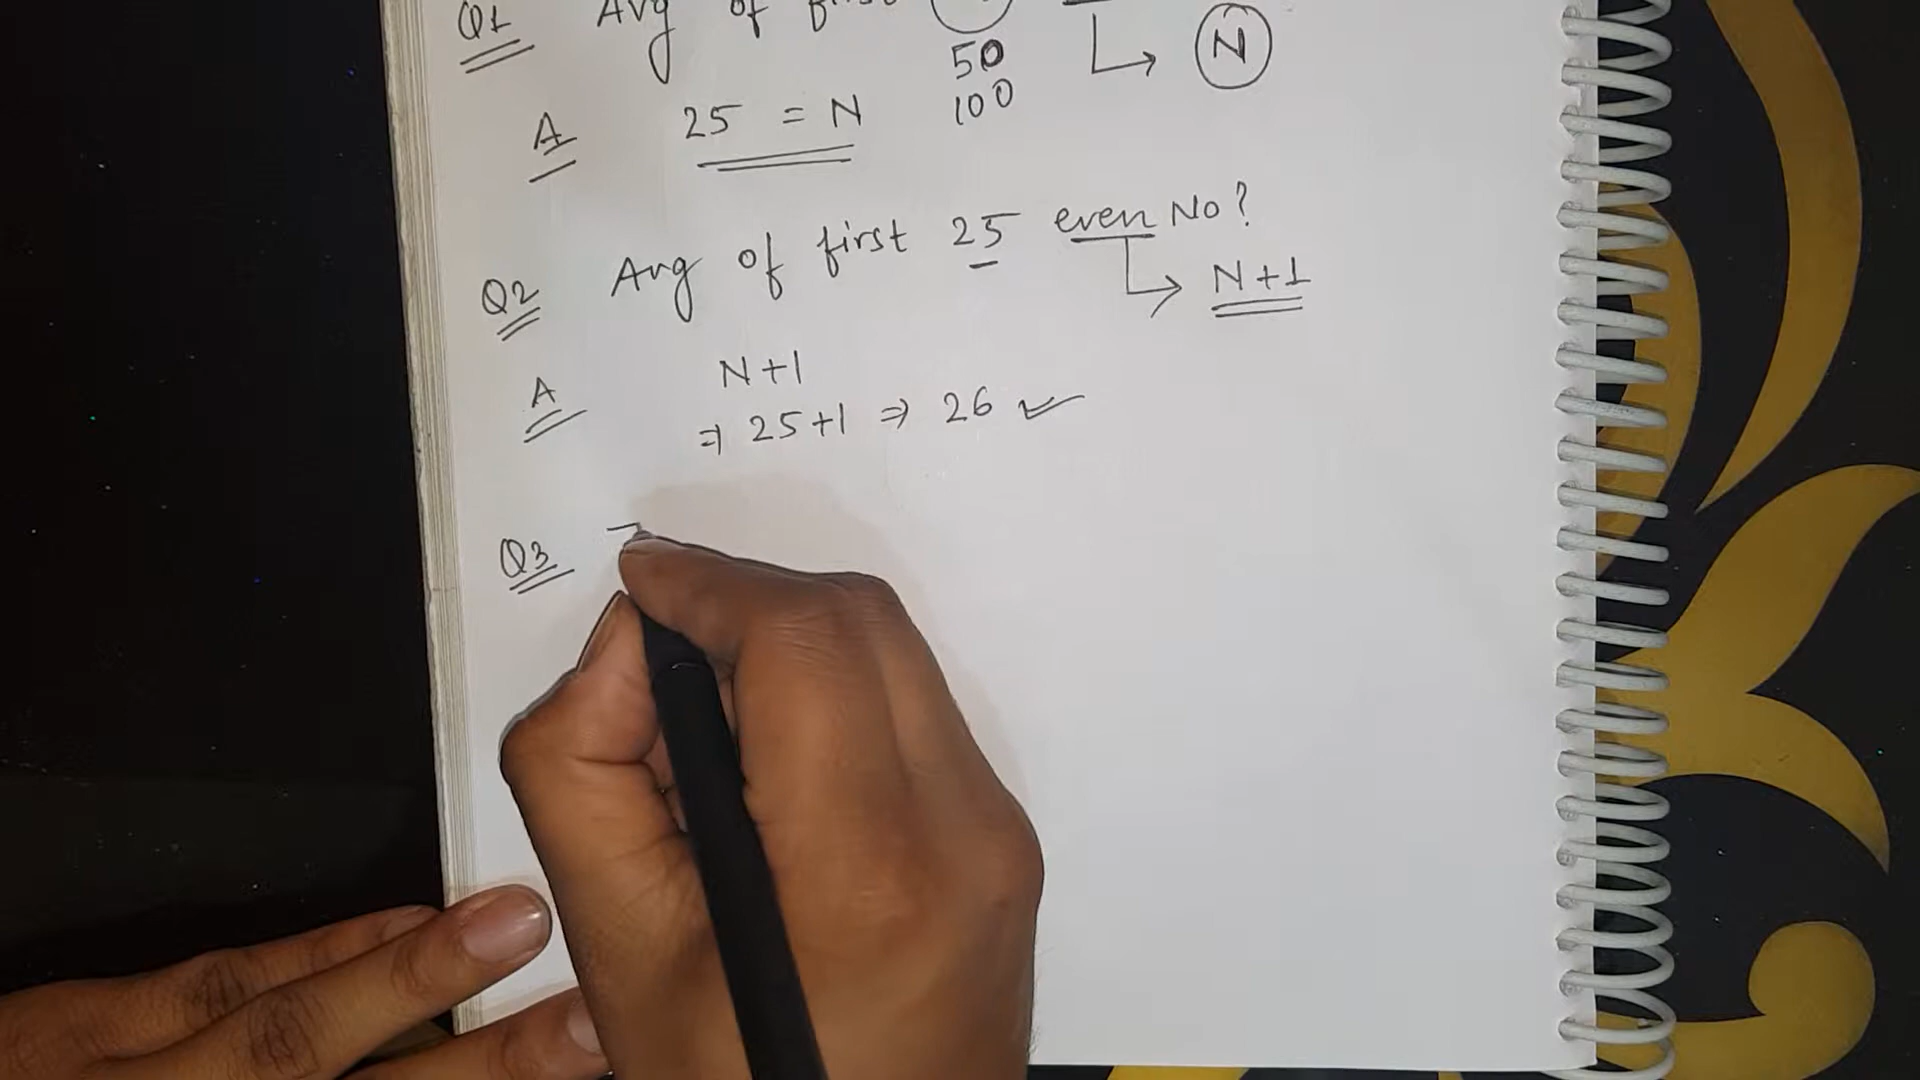 Q1 Avg of first
50 N
100
A 25 = N
Q2 Avg of first 25 even No?
N+1
A N+1
⇒ 25+1 ⇒ 26 ✓
Q3